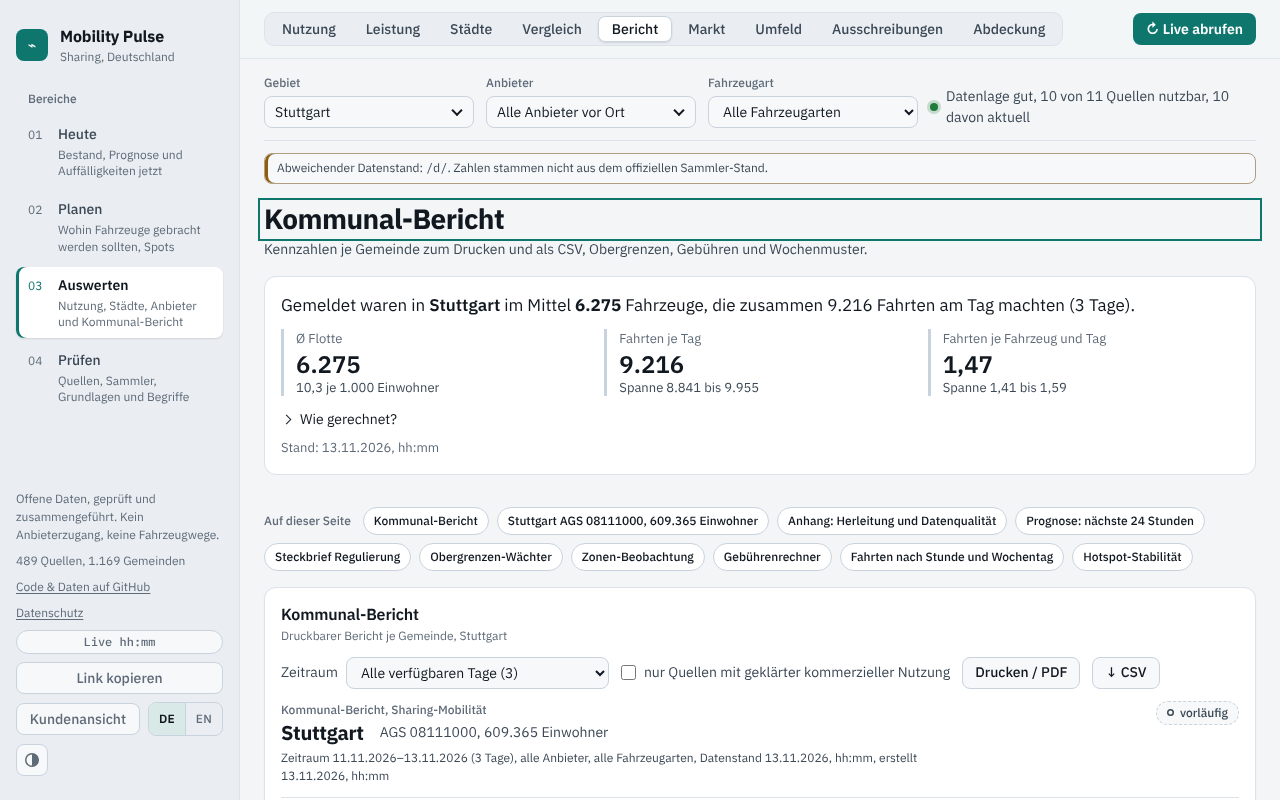 Mobility Pulse
Sharing, Deutschland
Bereiche
01 Heute
Bestand, Prognose und
Auffälligkeiten jetzt
02 Planen
Wohin Fahrzeuge gebracht
werden sollten, Spots
03 Auswerten
Nutzung, Städte, Anbieter
und Kommunal-Bericht
04 Prüfen
Quellen, Sammler,
Grundlagen und Begriffe
Offene Daten, geprüft und
zusammengeführt. Kein
Anbieterzugang, keine Fahrzeugwege.
489 Quellen, 1.169 Gemeinden
Code & Daten auf GitHub
Datenschutz
Live hh:mm
Link kopieren
Kundenansicht DE EN
Nutzung Leistung Städte Vergleich Bericht Markt Umfeld Ausschreibungen Abdeckung
↻ Live abrufen
Gebiet Anbieter Fahrzeugart
Stuttgart Alle Anbieter vor Ort Alle Fahrzeugarten
Datenlage gut, 10 von 11 Quellen nutzbar, 10
davon aktuell
Abweichender Datenstand: /d/. Zahlen stammen nicht aus dem offiziellen Sammler-Stand.
Kommunal-Bericht
Kennzahlen je Gemeinde zum Drucken und als CSV, Obergrenzen, Gebühren und Wochenmuster.
Gemeldet waren in Stuttgart im Mittel 6.275 Fahrzeuge, die zusammen 9.216 Fahrten am Tag machten (3 Tage).
Ø Flotte Fahrten je Tag Fahrten je Fahrzeug und Tag
6.275 9.216 1,47
10,3 je 1.000 Einwohner Spanne 8.841 bis 9.955 Spanne 1,41 bis 1,59
Wie gerechnet?
Stand: 13.11.2026, hh:mm
Auf dieser Seite Kommunal-Bericht Stuttgart AGS 08111000, 609.365 Einwohner Anhang: Herleitung und Datenqualität Prognose: nächste 24 Stunden
Steckbrief Regulierung Obergrenzen-Wächter Zonen-Beobachtung Gebührenrechner Fahrten nach Stunde und Wochentag Hotspot-Stabilität
Kommunal-Bericht
Druckbarer Bericht je Gemeinde, Stuttgart
Zeitraum Alle verfügbaren Tage (3) nur Quellen mit geklärter kommerzieller Nutzung Drucken / PDF ↓ CSV
Kommunal-Bericht, Sharing-Mobilität
vorläufig
Stuttgart AGS 08111000, 609.365 Einwohner
Zeitraum 11.11.2026–13.11.2026 (3 Tage), alle Anbieter, alle Fahrzeugarten, Datenstand 13.11.2026, hh:mm, erstellt
13.11.2026, hh:mm